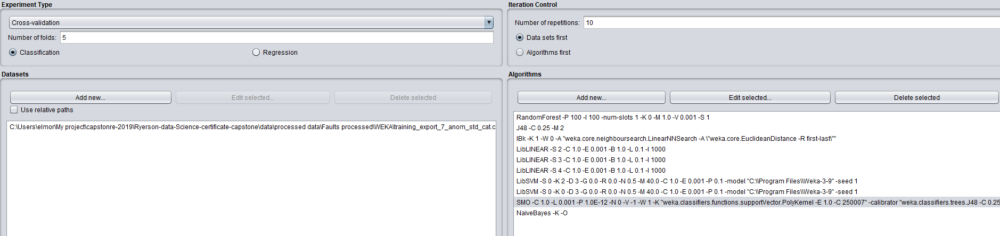 Experiment Type
Cross-validation
Number of folds: 5
Classification Regression
Iteration Control
Number of repetitions: 10
Data sets first
Algorithms first
Datasets
Add new... Edit selected... Delete selected
Use relative paths
C:\Users\elmor\My project\capstonre-2019\Ryerson-data-Science-certificate-capstone\data\processed data\Faults processed\WEKA\training_export_7_anom_std_cat.c
Algorithms
Add new... Edit selected... Delete selected
RandomForest -P 100 -I 100 -num-slots 1 -K 0 -M 1.0 -V 0.001 -S 1
J48 -C 0.25 -M 2
IBk -K 1 -W 0 -A "weka.core.neighboursearch.LinearNNSearch -A \"weka.core.EuclideanDistance -R first-last\""
LibLINEAR -S 2 -C 1.0 -E 0.001 -B 1.0 -L 0.1 -I 1000
LibLINEAR -S 3 -C 1.0 -E 0.001 -B 1.0 -L 0.1 -I 1000
LibLINEAR -S 4 -C 1.0 -E 0.001 -B 1.0 -L 0.1 -I 1000
LibSVM -S 0 -K 2 -D 3 -G 0.0 -R 0.0 -N 0.5 -M 40.0 -C 1.0 -E 0.001 -P 0.1 -model "C:\\Program Files\\Weka-3-9" -seed 1
LibSVM -S 0 -K 0 -D 3 -G 0.0 -R 0.0 -N 0.5 -M 40.0 -C 1.0 -E 0.001 -P 0.1 -model "C:\\Program Files\\Weka-3-9" -seed 1
SMO -C 1.0 -L 0.001 -P 1.0E-12 -N 0 -V -1 -W 1 -K "weka.classifiers.functions.supportVector.PolyKernel -E 1.0 -C 250007" -calibrator "weka.classifiers.trees.J48 -C 0.25
NaiveBayes -K -O